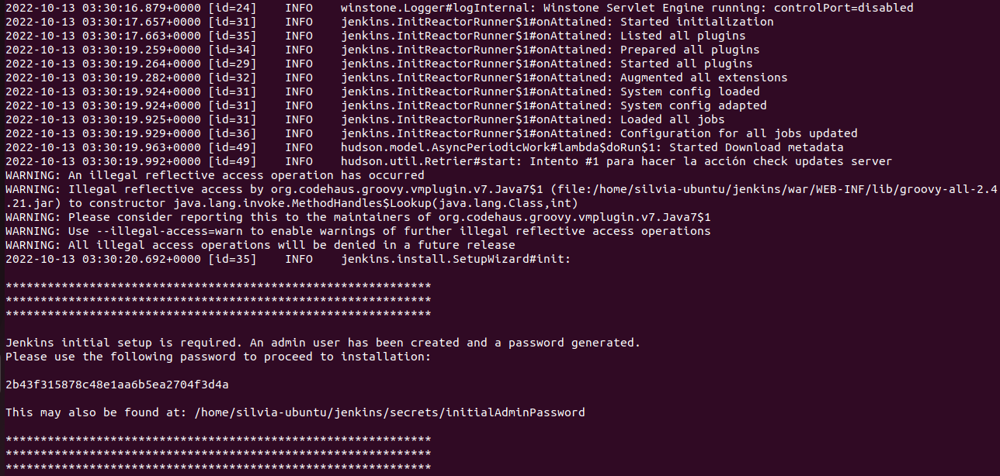 2022-10-13 03:30:16.879+0000 [id=24]    INFO    winstone.Logger#logInternal: Winstone Servlet Engine running: controlPort=disabled
2022-10-13 03:30:17.657+0000 [id=31]    INFO    jenkins.InitReactorRunner$1#onAttained: Started initialization
2022-10-13 03:30:17.663+0000 [id=35]    INFO    jenkins.InitReactorRunner$1#onAttained: Listed all plugins
2022-10-13 03:30:19.259+0000 [id=34]    INFO    jenkins.InitReactorRunner$1#onAttained: Prepared all plugins
2022-10-13 03:30:19.264+0000 [id=29]    INFO    jenkins.InitReactorRunner$1#onAttained: Started all plugins
2022-10-13 03:30:19.282+0000 [id=32]    INFO    jenkins.InitReactorRunner$1#onAttained: Augmented all extensions
2022-10-13 03:30:19.924+0000 [id=31]    INFO    jenkins.InitReactorRunner$1#onAttained: System config loaded
2022-10-13 03:30:19.924+0000 [id=31]    INFO    jenkins.InitReactorRunner$1#onAttained: System config adapted
2022-10-13 03:30:19.925+0000 [id=31]    INFO    jenkins.InitReactorRunner$1#onAttained: Loaded all jobs
2022-10-13 03:30:19.929+0000 [id=36]    INFO    jenkins.InitReactorRunner$1#onAttained: Configuration for all jobs updated
2022-10-13 03:30:19.963+0000 [id=49]    INFO    hudson.model.AsyncPeriodicWork#lambda$doRun$1: Started Download metadata
2022-10-13 03:30:19.992+0000 [id=49]    INFO    hudson.util.Retrier#start: Intento #1 para hacer la acción check updates server
WARNING: An illegal reflective access operation has occurred
WARNING: Illegal reflective access by org.codehaus.groovy.vmplugin.v7.Java7$1 (file:/home/silvia-ubuntu/jenkins/war/WEB-INF/lib/groovy-all-2.4
.21.jar) to constructor java.lang.invoke.MethodHandles$Lookup(java.lang.Class,int)
WARNING: Please consider reporting this to the maintainers of org.codehaus.groovy.vmplugin.v7.Java7$1
WARNING: Use --illegal-access=warn to enable warnings of further illegal reflective access operations
WARNING: All illegal access operations will be denied in a future release
2022-10-13 03:30:20.692+0000 [id=35]    INFO    jenkins.install.SetupWizard#init:

*************************************************************
*************************************************************
*************************************************************

Jenkins initial setup is required. An admin user has been created and a password generated.
Please use the following password to proceed to installation:

2b43f315878c48e1aa6b5ea2704f3d4a

This may also be found at: /home/silvia-ubuntu/jenkins/secrets/initialAdminPassword

*************************************************************
*************************************************************
*************************************************************